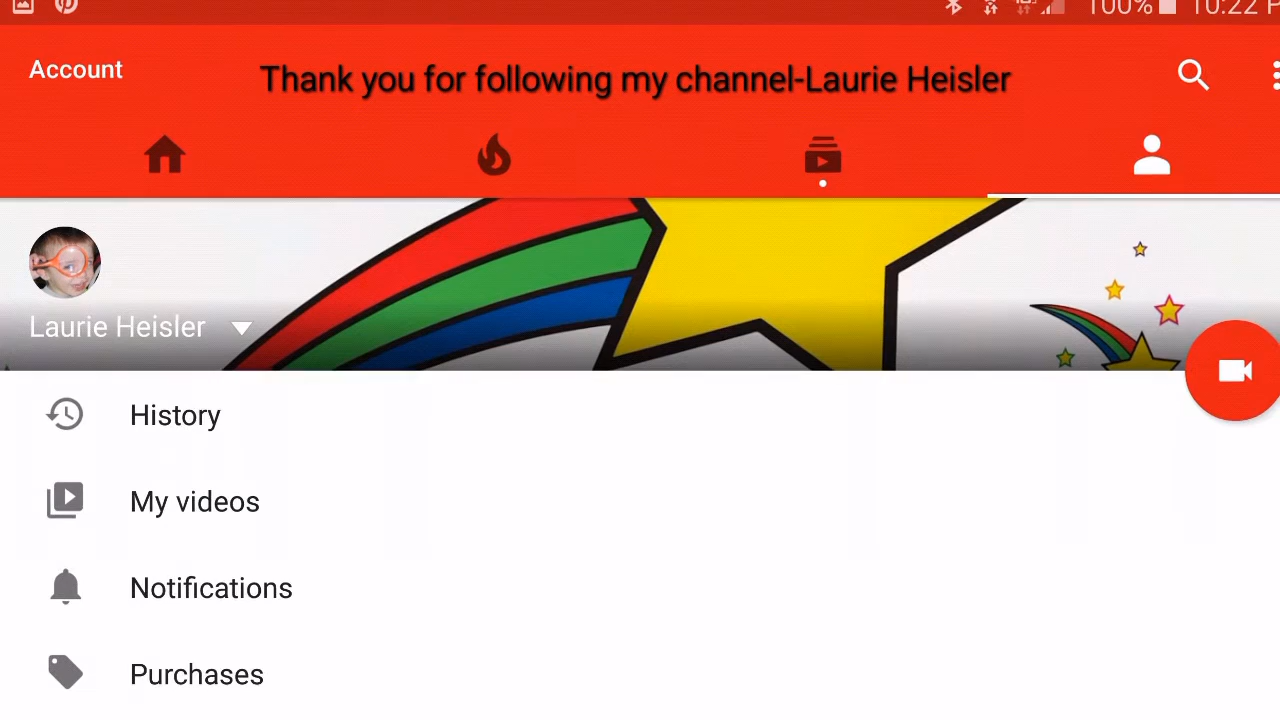 100% 10:22 P
Account
Thank you for following my channel-Laurie Heisler
Laurie Heisler
History
My videos
Notifications
Purchases